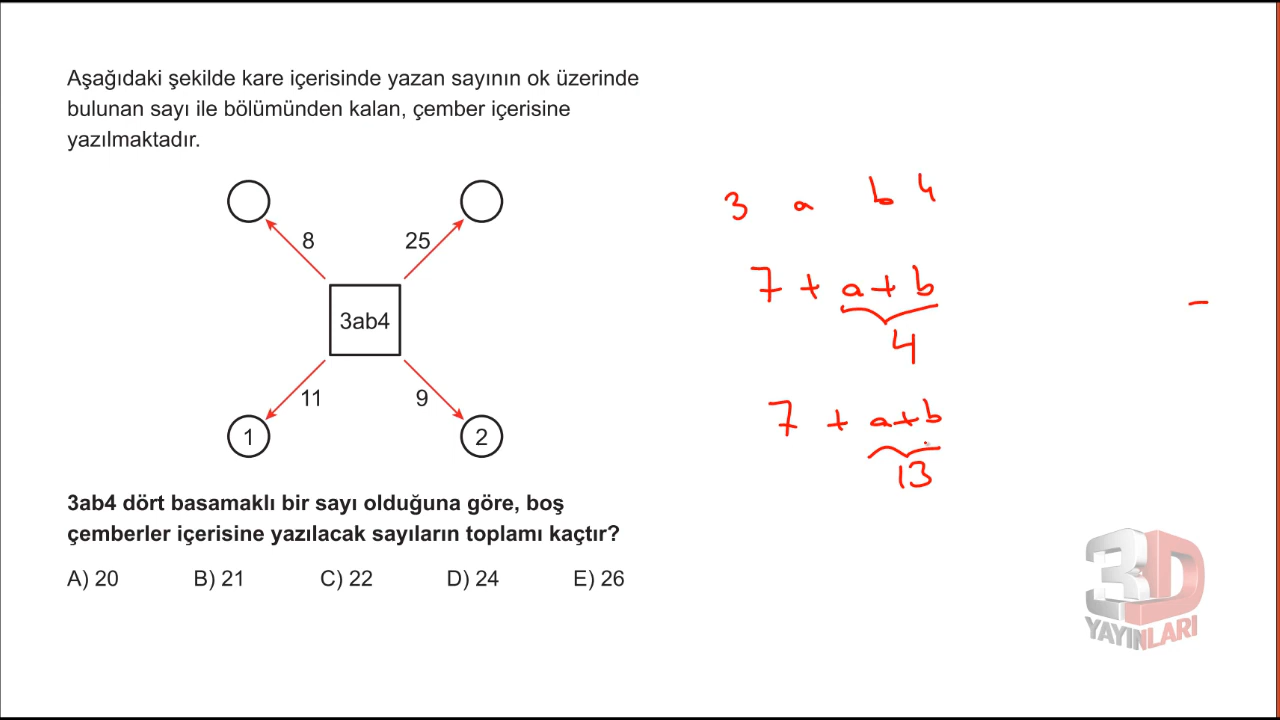 Aşağıdaki şekilde kare içerisinde yazan sayının ok üzerinde
bulunan sayı ile bölümünden kalan, çember içerisine
yazılmaktadır.
8
25
3ab4
11
9
1
2
3ab4 dört basamaklı bir sayı olduğuna göre, boş
çemberler içerisine yazılacak sayıların toplamı kaçtır?
A) 20 B) 21 C) 22 D) 24 E) 26
3 a b 4
7 + a + b
4
7 + a + b
13
–
3D
YAYINLARI